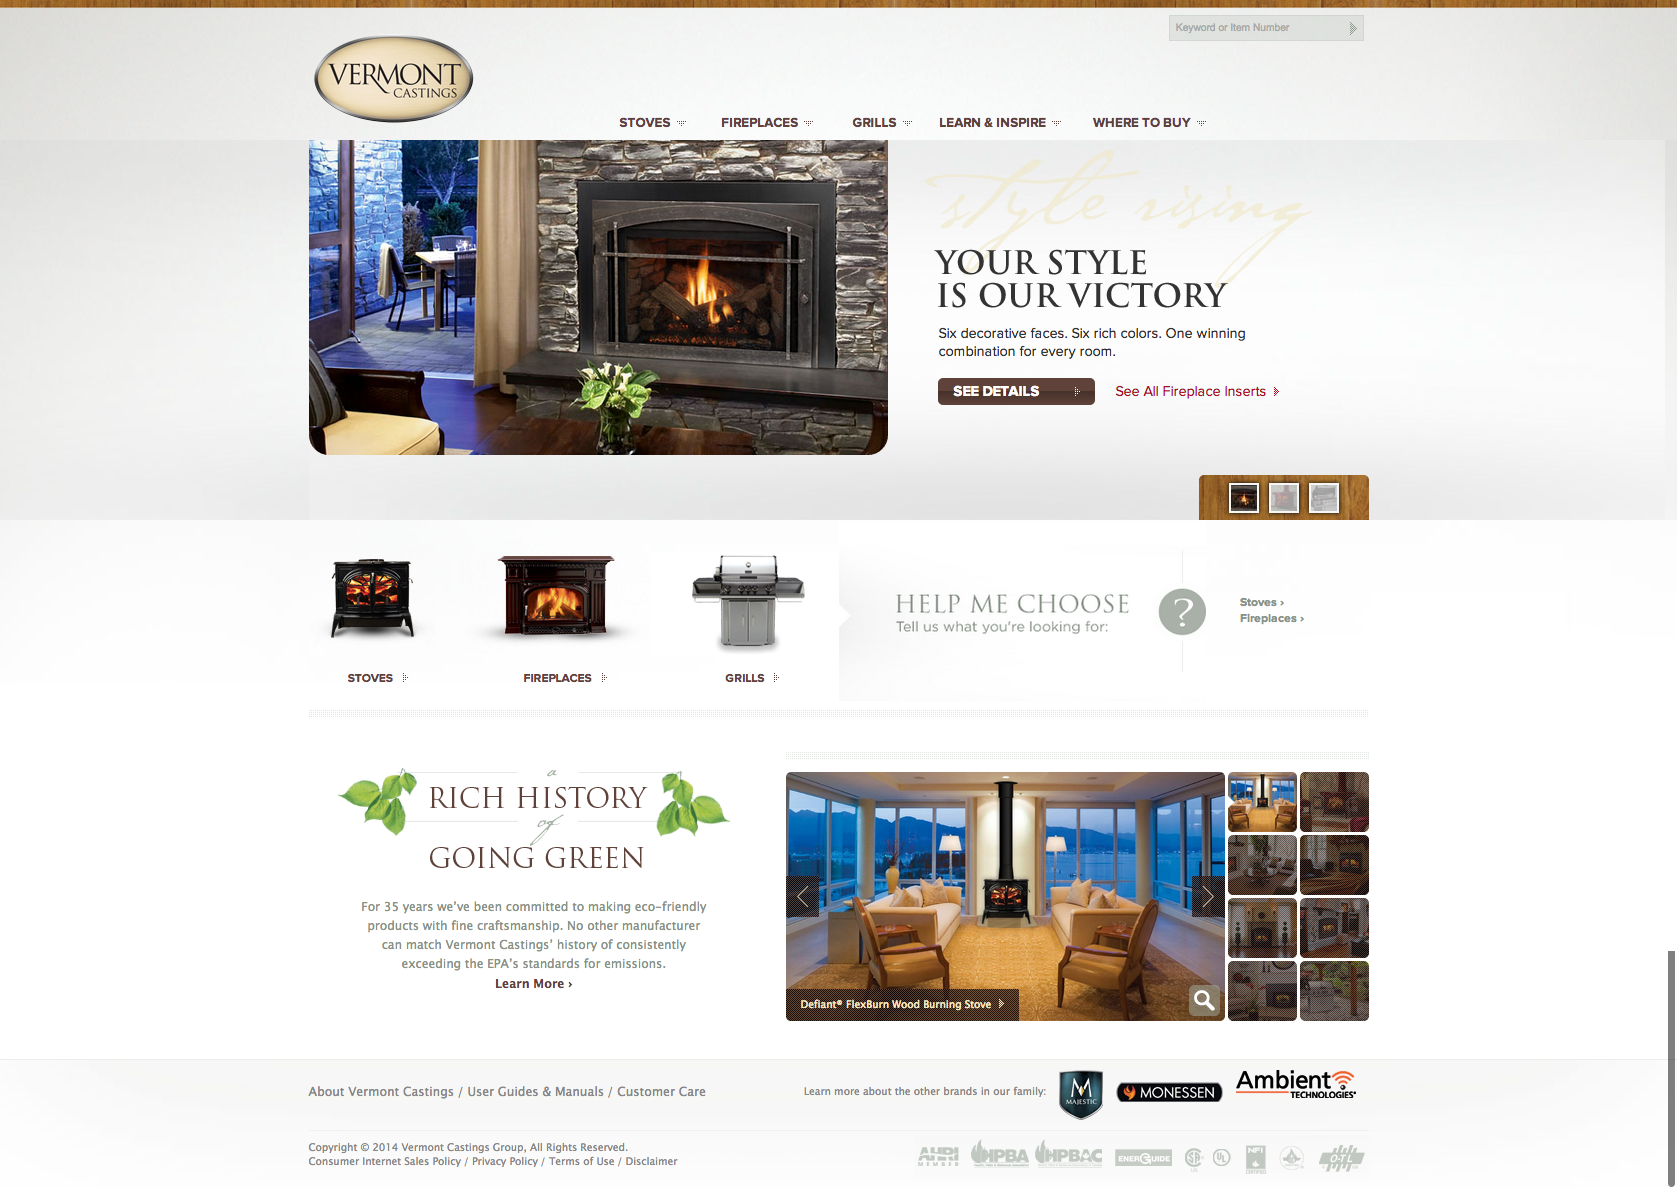 Keyword or Item Number
VERMONT
CASTINGS
STOVES
FIREPLACES
GRILLS
LEARN & INSPIRE
WHERE TO BUY
style rising
YOUR STYLE
IS OUR VICTORY
Six decorative faces. Six rich colors. One winning
combination for every room.
SEE DETAILS
See All Fireplace Inserts
HELP ME CHOOSE
Tell us what you're looking for:
?
Stoves ›
Fireplaces ›
STOVES
FIREPLACES
GRILLS
a
RICH HISTORY
of
GOING GREEN
For 35 years we've been committed to making eco-friendly
products with fine craftsmanship. No other manufacturer
can match Vermont Castings' history of consistently
exceeding the EPA's standards for emissions.
Learn More ›
Defiant® FlexBurn Wood Burning Stove
About Vermont Castings / User Guides & Manuals / Customer Care
Learn more about the other brands in our family:
M
MAJESTIC
MONESSEN
Ambient
TECHNOLOGIES
Copyright © 2014 Vermont Castings Group, All Rights Reserved.
Consumer Internet Sales Policy / Privacy Policy / Terms of Use / Disclaimer
AHRI
MEMBER
HPBA
HPBAC
ENERGUIDE
UL
NFI
CERTIFIED
O-TL